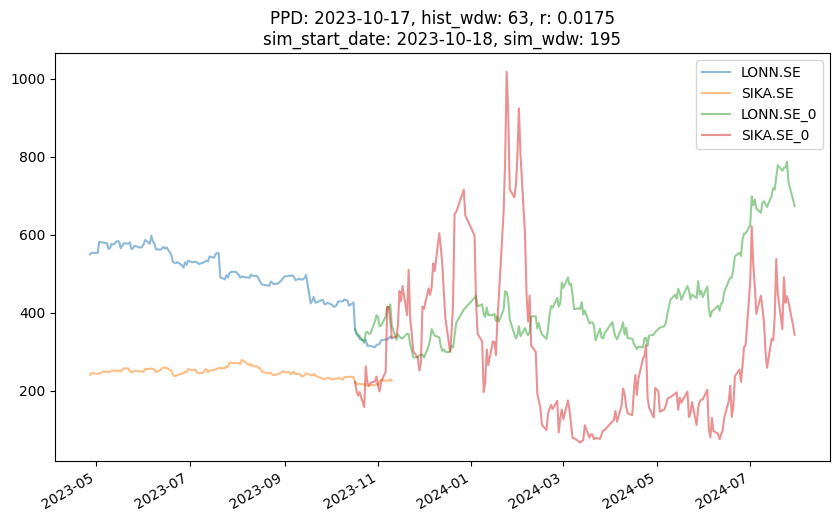 PPD: 2023-10-17, hist_wdw: 63, r: 0.0175
sim_start_date: 2023-10-18, sim_wdw: 195
1000
800
600
400
200
LONN.SE
SIKA.SE
LONN.SE_0
SIKA.SE_0
2023-05
2023-07
2023-09
2023-11
2024-01
2024-03
2024-05
2024-07